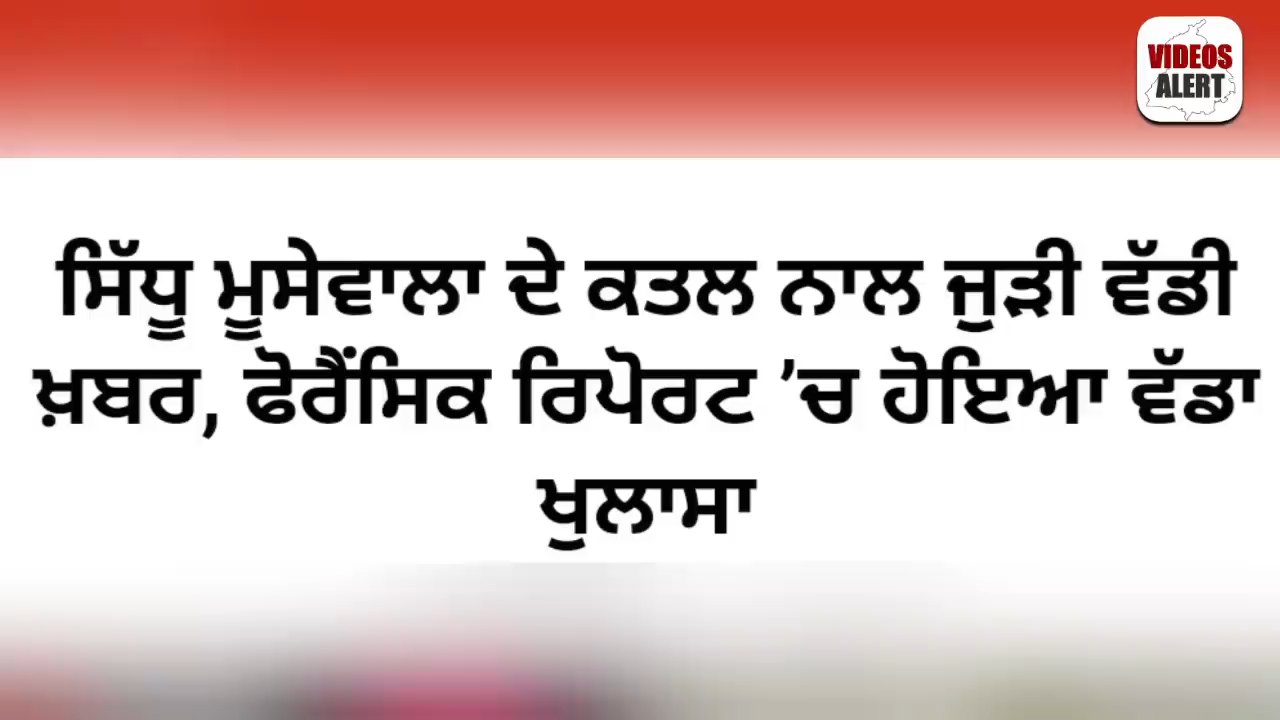 VIDEOS
ALERT
ਸਿੱਧੂ ਮੂਸੇਵਾਲਾ ਦੇ ਕਤਲ ਨਾਲ ਜੁੜੀ ਵੱਡੀ
ਖ਼ਬਰ, ਫੋਰੈਂਸਿਕ ਰਿਪੋਰਟ ’ਚ ਹੋਇਆ ਵੱਡਾ
ਖੁਲਾਸਾ